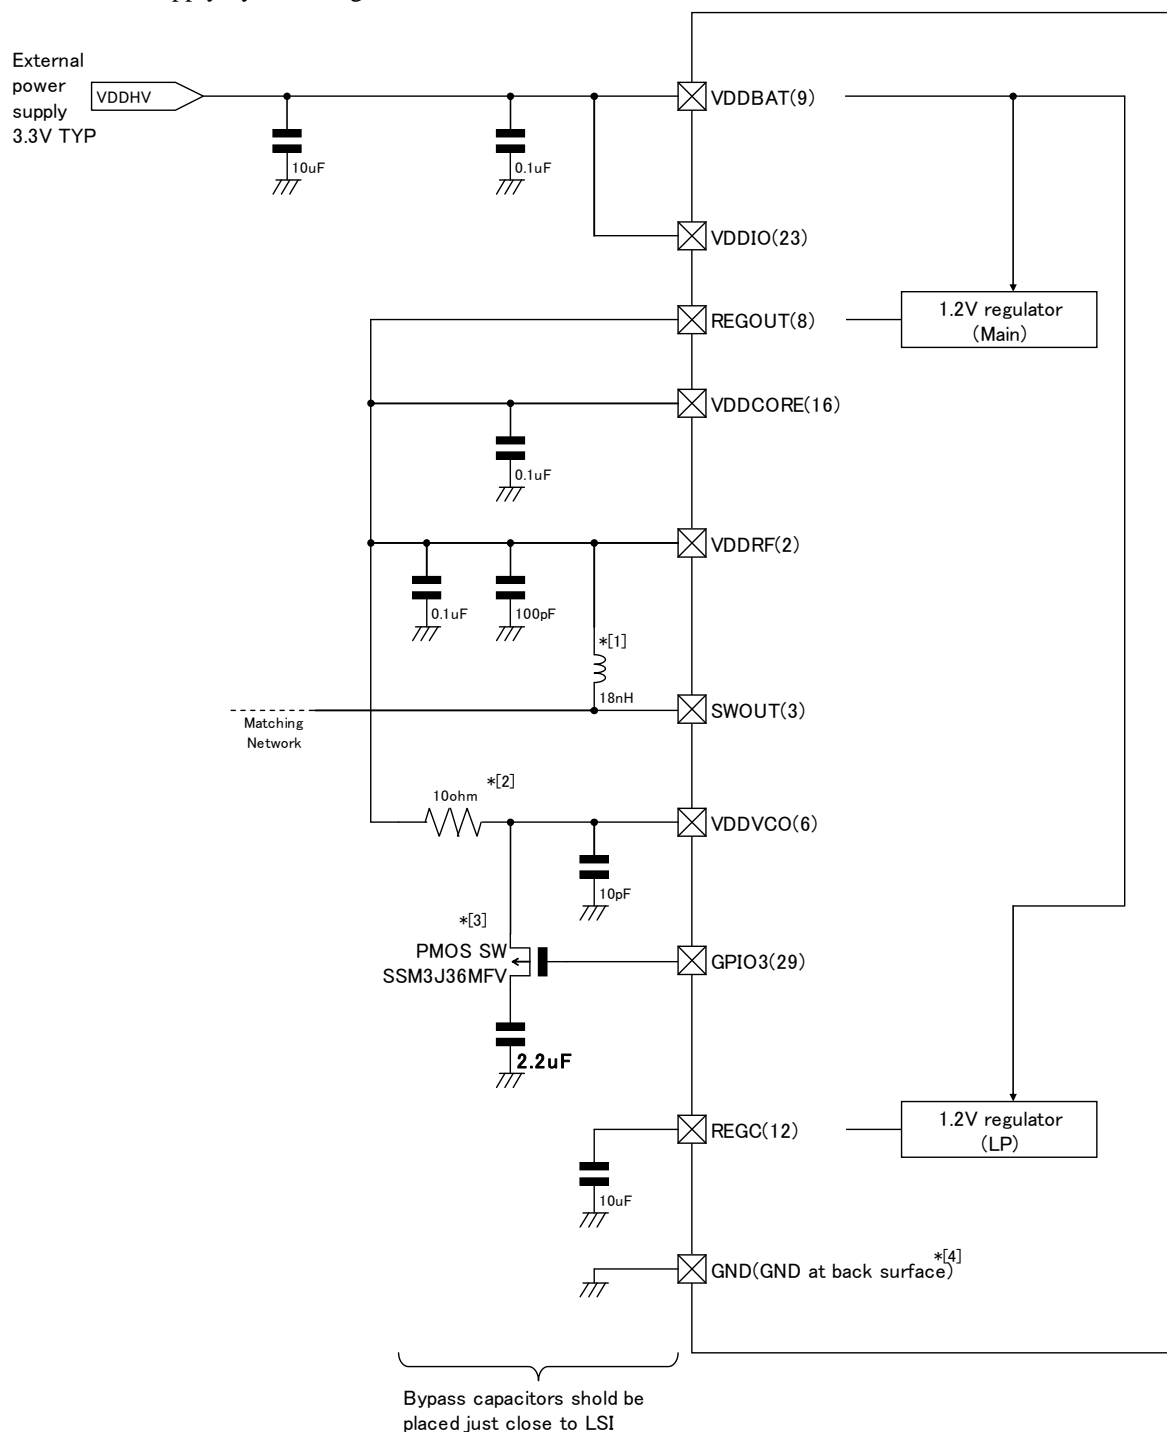 External
power
supply
3.3V TYP
VDDHV
10uF
0.1uF
VDDBAT(9)
VDDIO(23)
REGOUT(8)
1.2V regulator
(Main)
VDDCORE(16)
0.1uF
VDDRF(2)
0.1uF
100pF
*[1]
18nH
SWOUT(3)
Matching
Network
*[2]
10ohm
VDDVCO(6)
10pF
*[3]
PMOS SW
SSM3J36MFV
GPIO3(29)
2.2uF
REGC(12)
1.2V regulator
(LP)
10uF
GND(GND at back surface)*[4]
Bypass capacitors shold be
placed just close to LSI